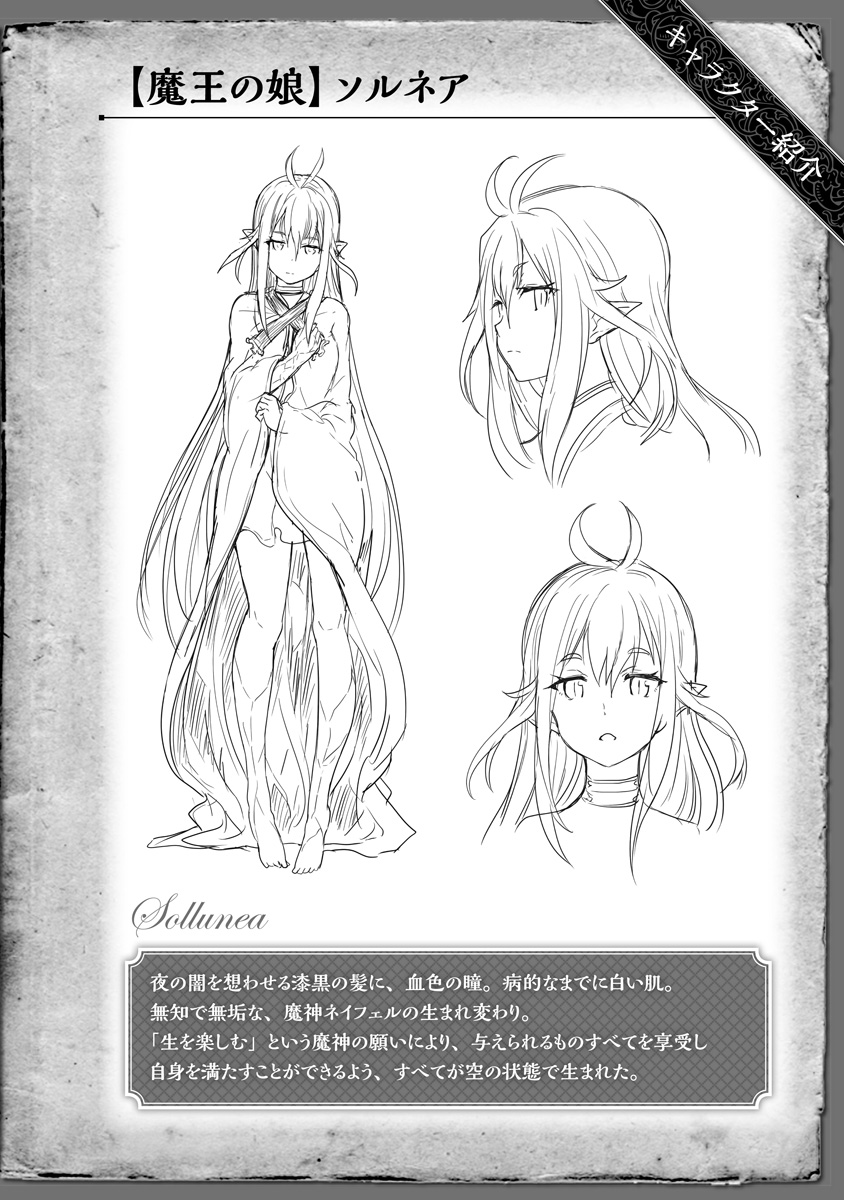 キャラクター紹介
【魔王の娘】ソルネア
Sollunea
夜の闇を想わせる漆黒の髪に、血色の瞳。病的なまでに白い肌。
無知で無垢な、魔神ネイフェルの生まれ変わり。
「生を楽しむ」という魔神の願いにより、与えられるものすべてを享受し
自身を満たすことができるよう、すべてが空の状態で生まれた。